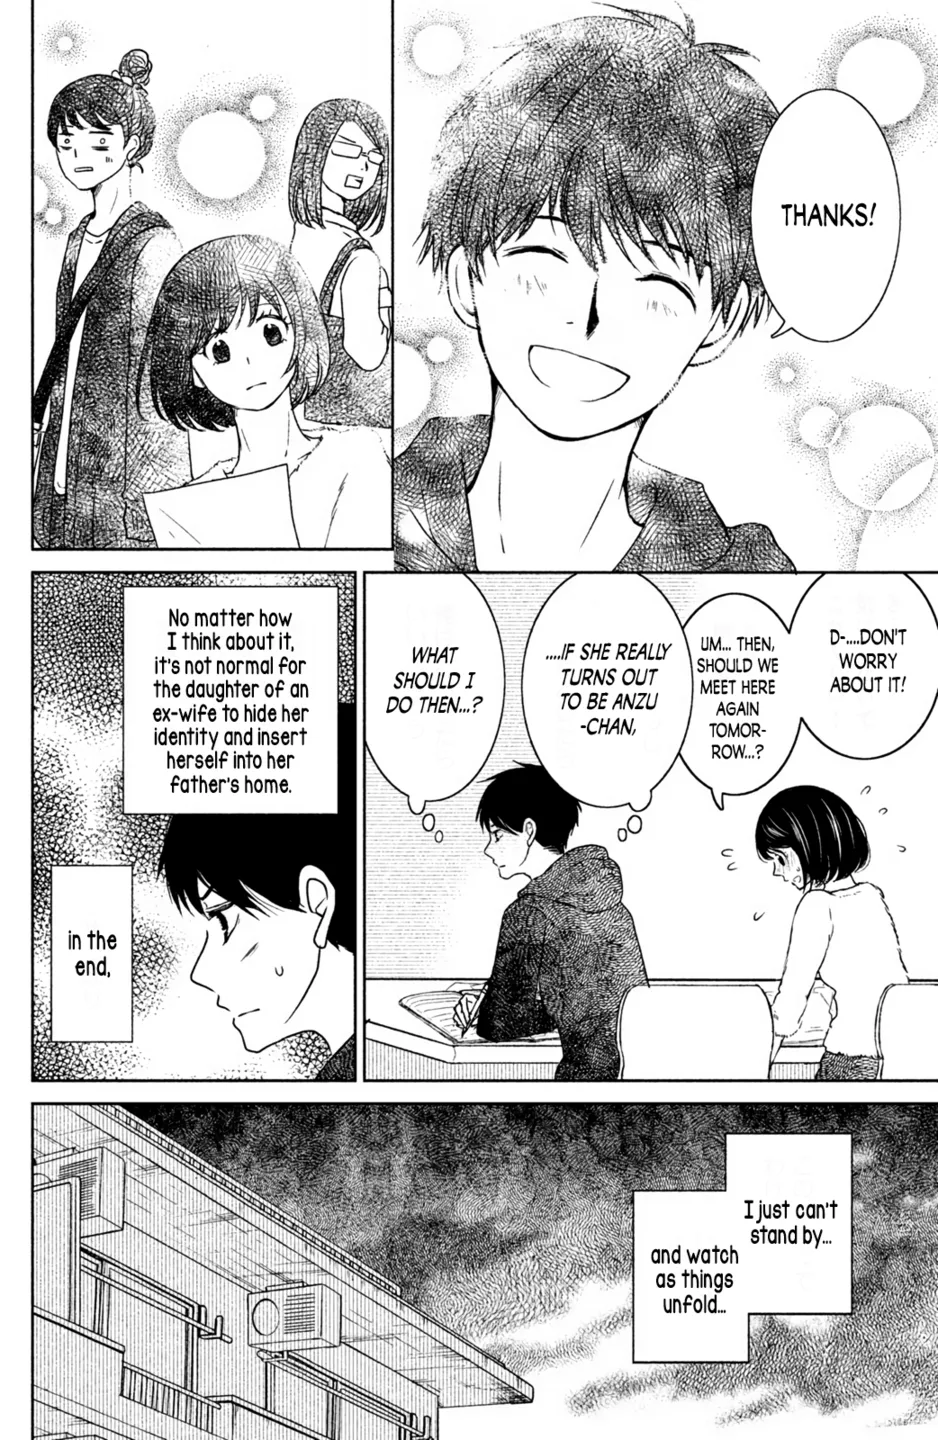 THANKS!
D-....DON'T
WORRY
ABOUT IT!
UM... THEN,
SHOULD WE
MEET HERE
AGAIN
TOMOR-
ROW...?
....IF SHE REALLY
TURNS OUT
TO BE ANZU
-CHAN,
WHAT
SHOULD I
DO THEN...?
No matter how
I think about it,
it's not normal for
the daughter of an
ex-wife to hide her
identity and insert
herself into her
father's home.
in the
end,
I just can't
stand by...
and watch
as things
unfold...